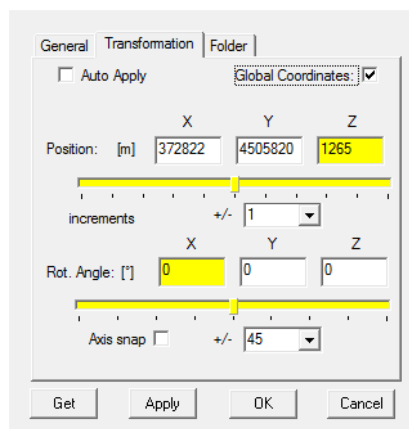 General Transformation Folder
Auto Apply Global Coordinates:
X Y Z
Position: [m] 372822 4505820 1265
increments +/- 1
X Y Z
Rot. Angle: [°] 0 0 0
Axis snap +/- 45
Get Apply OK Cancel